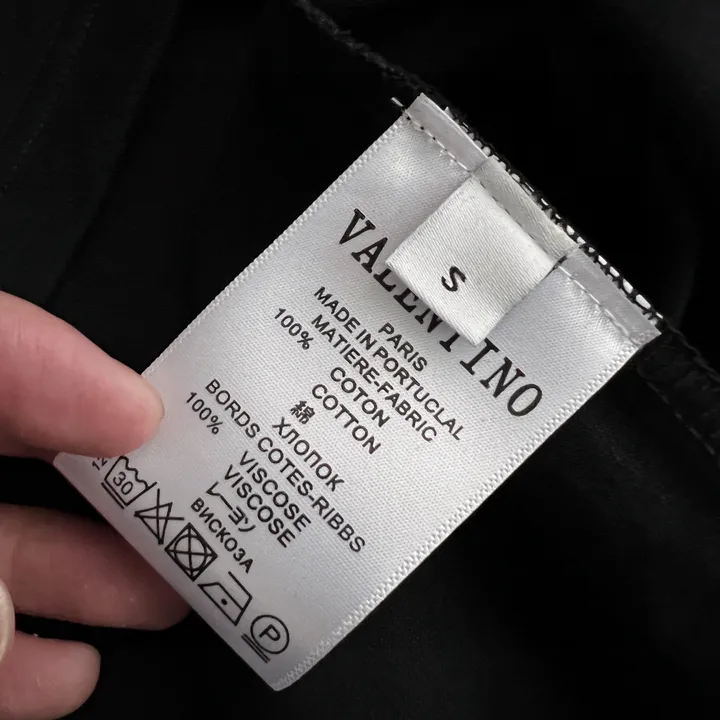 S
VALENTINO
PARIS
MADE IN PORTUCLAL
MATIERE-FABRIC
100% COTON
COTTON
綿
ХЛОПОК
BORDS COTES-RIBBS
100% VISCOSE
VISCOSE
レーヨン
ВИСКОЗА
30
P